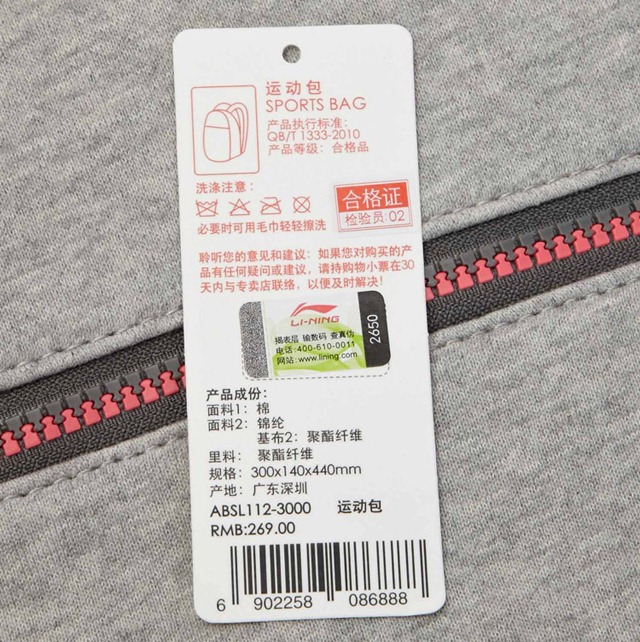 运动包
SPORTS BAG
产品执行标准：
QB/T 1333-2010
产品等级：合格品
洗涤注意：
必要时可用毛巾轻轻擦洗
合格证
检验员:02
聆听您的意见和建议：如果您对购买的产
品有任何疑问或建议，请持购物小票在30
天内与专卖店联络，以便及时解决！
LI-NING
揭表层 输数码 查真伪
电话:400-610-0011
网站:www.lining.com
2650
产品成份：
面料1：棉
面料2：锦纶
基布2：聚酯纤维
里料：聚酯纤维
规格：300x140x440mm
产地：广东深圳
ABSL112-3000 运动包
RMB:269.00
6 902258 086888